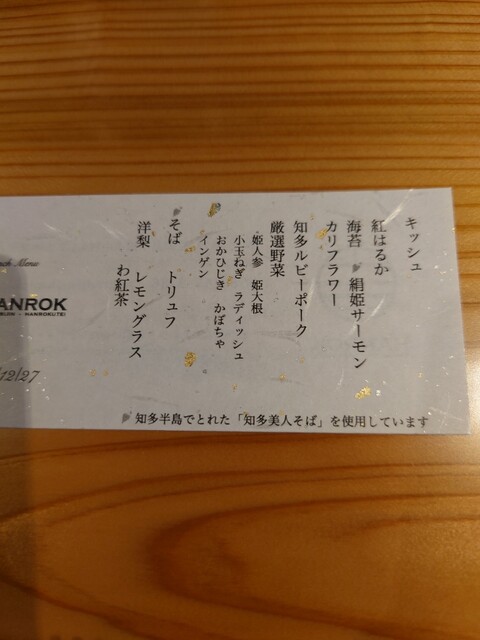 キッシュ
紅はるか
海苔 絹姫サーモン
カリフラワー
知多ルビーポーク
厳選野菜
姫人参 姫大根
小玉ねぎ ラディッシュ
おかひじき かぼちゃ
インゲン
そば トリュフ
洋梨 レモングラス
わ紅茶
知多半島でとれた「知多美人そば」を使用しています
Menu
ANROK
NANROKUTEI
12/27